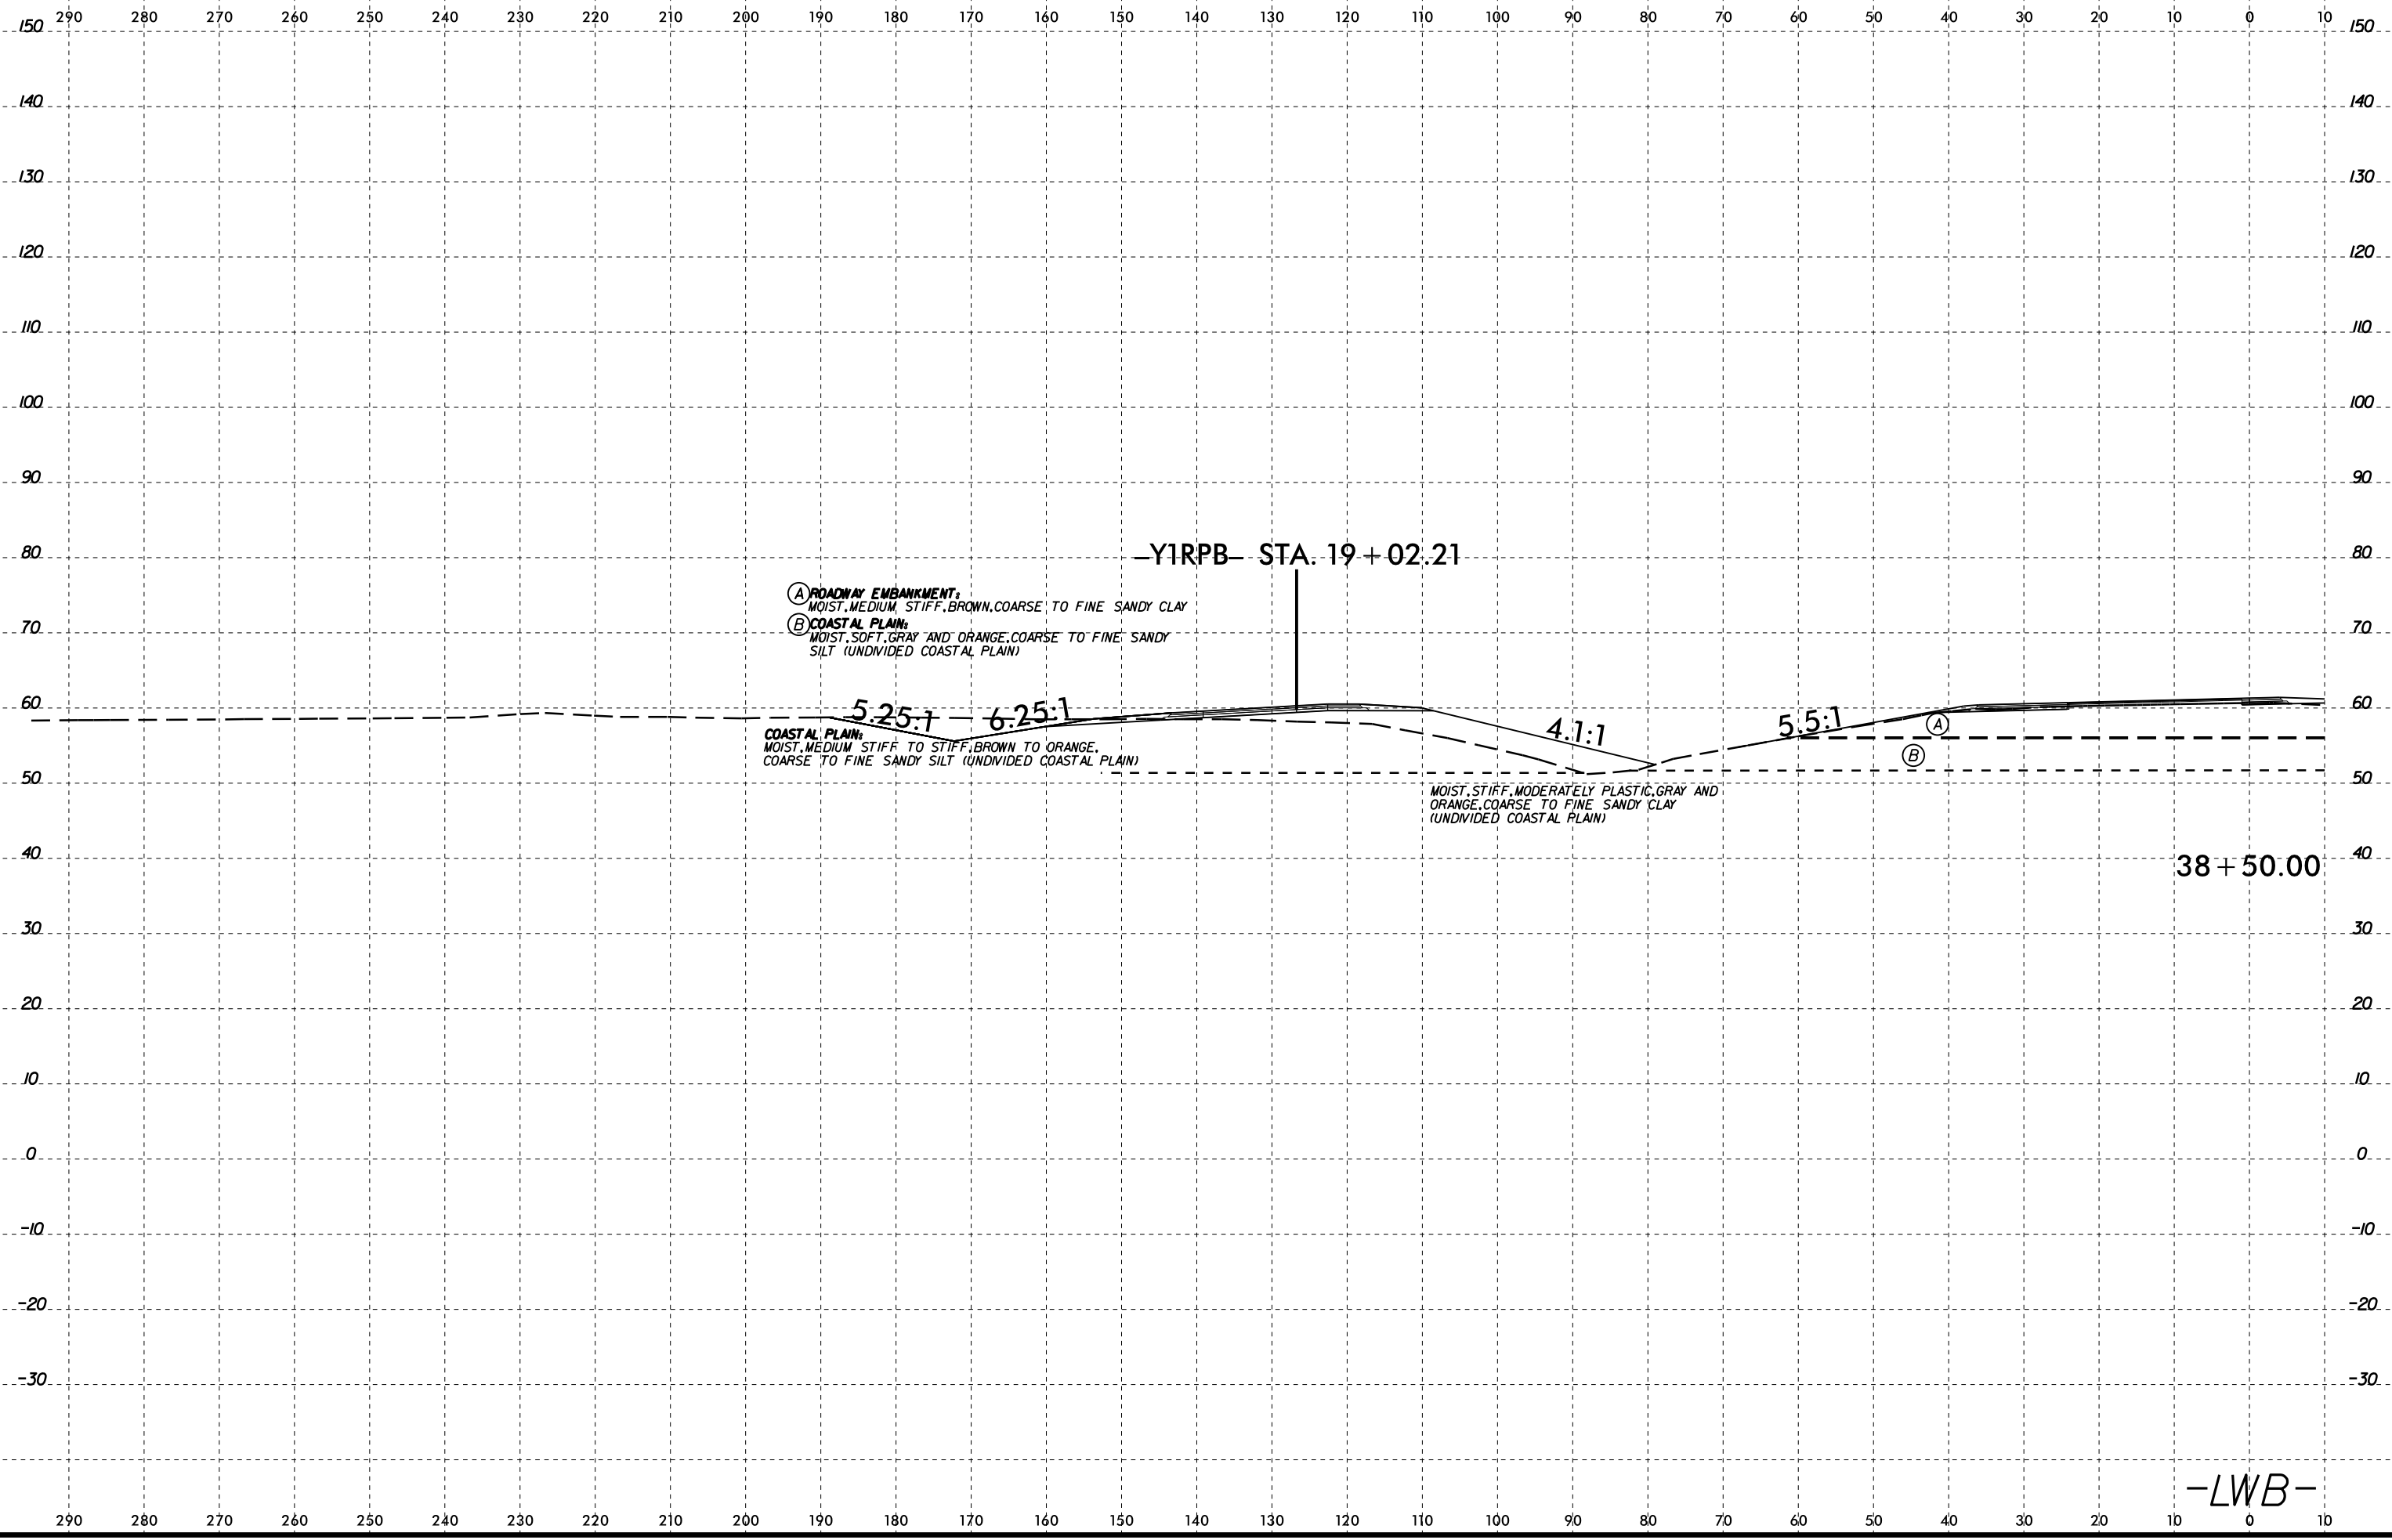 290 280 270 260 250 240 230 220 210 200 190 180 170 160 150 140 130 120 110 100 90 80 70 60 50 40 30 20 10 0 10
150 150
140 140
130 130
120 120
110 110
100 100
90 90
80 80
-Y1RPB- STA. 19+02.21
A ROADWAY EMBANKMENT:
MOIST, MEDIUM STIFF, BROWN, COARSE TO FINE SANDY CLAY
B COASTAL PLAIN:
70 70
MOIST, SOFT, GRAY AND ORANGE, COARSE TO FINE SANDY
SILT (UNDIVIDED COASTAL PLAIN)
60 5.25:1 6.25:1 4.1:1 5.5:1 A 60
COASTAL PLAIN:
MOIST, MEDIUM STIFF TO STIFF, BROWN TO ORANGE,
COARSE TO FINE SANDY SILT (UNDIVIDED COASTAL PLAIN)
B
50 50
MOIST, STIFF, MODERATELY PLASTIC, GRAY AND
ORANGE, COARSE TO FINE SANDY CLAY
(UNDIVIDED COASTAL PLAIN)
40 40
38+50.00
30 30
20 20
10 10
0 0
-10 -10
-20 -20
-30 -30
-LWB-
290 280 270 260 250 240 230 220 210 200 190 180 170 160 150 140 130 120 110 100 90 80 70 60 50 40 30 20 10 0 10